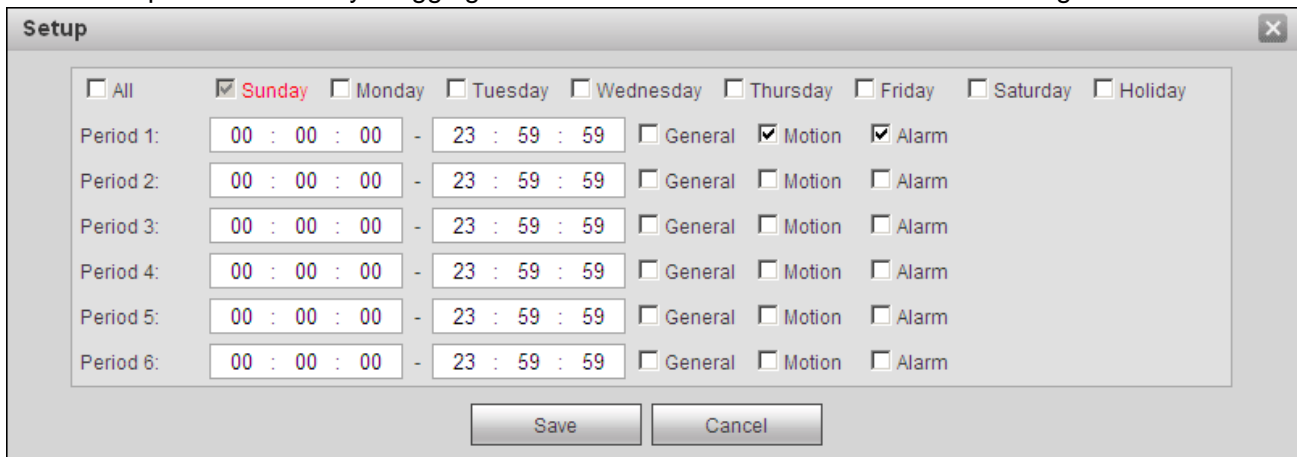 Setup
All Sunday Monday Tuesday Wednesday Thursday Friday Saturday Holiday
Period 1: 00 : 00 : 00 - 23 : 59 : 59 General Motion Alarm
Period 2: 00 : 00 : 00 - 23 : 59 : 59 General Motion Alarm
Period 3: 00 : 00 : 00 - 23 : 59 : 59 General Motion Alarm
Period 4: 00 : 00 : 00 - 23 : 59 : 59 General Motion Alarm
Period 5: 00 : 00 : 00 - 23 : 59 : 59 General Motion Alarm
Period 6: 00 : 00 : 00 - 23 : 59 : 59 General Motion Alarm
Save Cancel